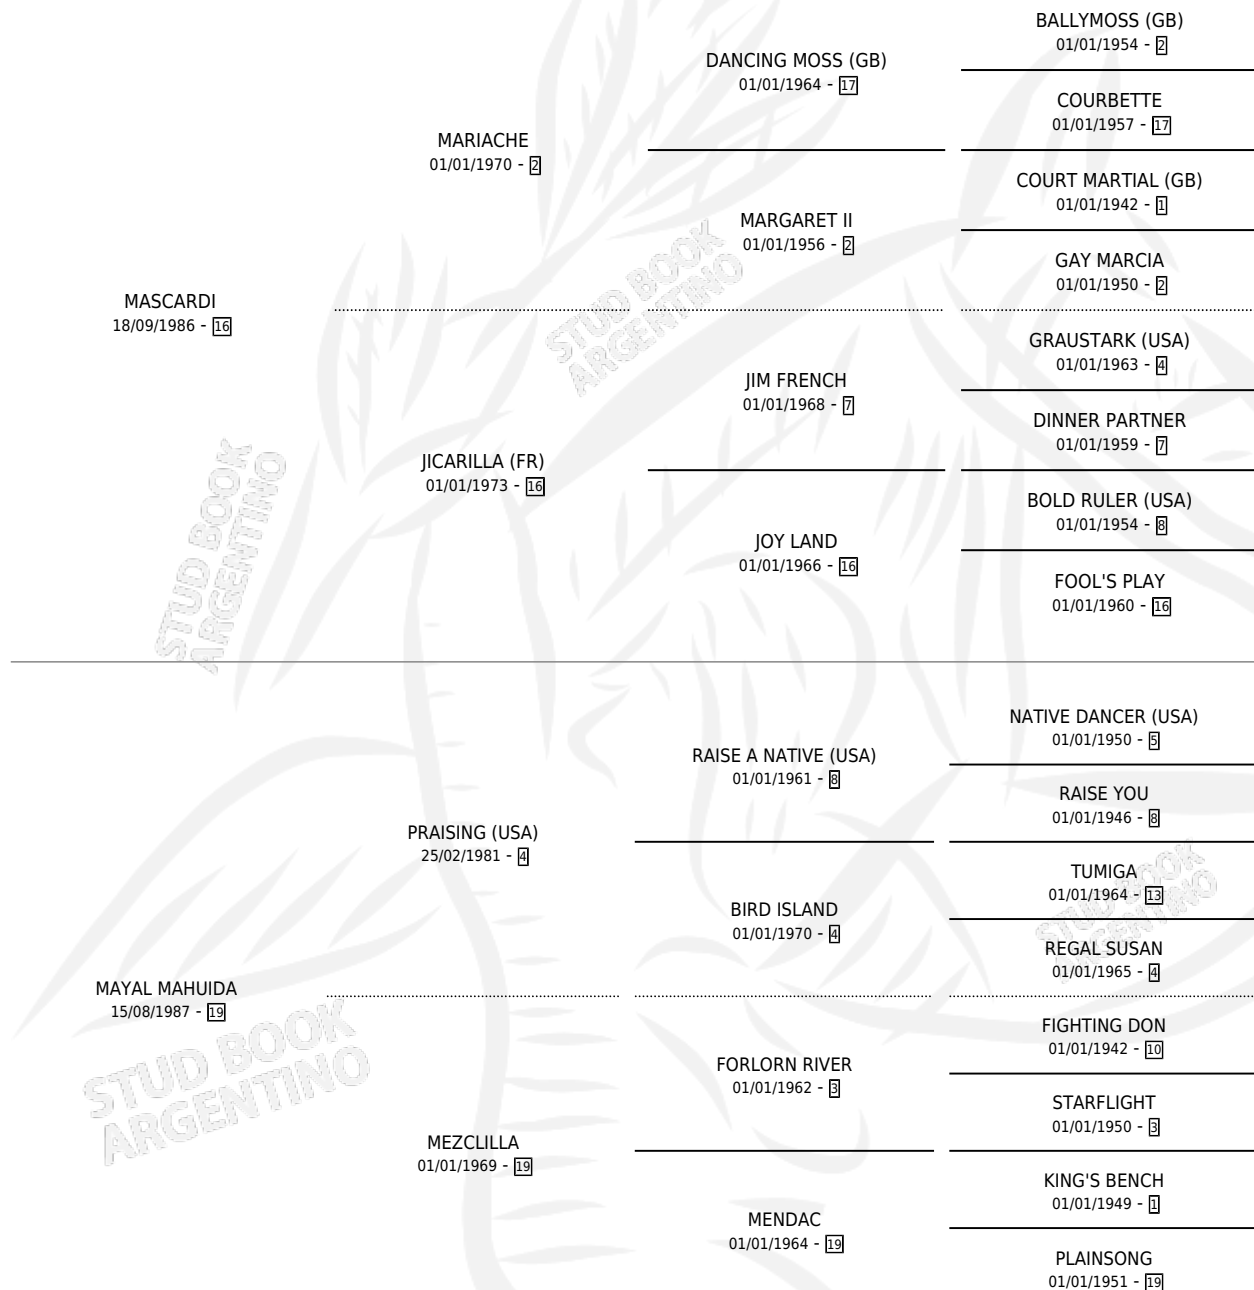 BALLYMOSS (GB)
01/01/1954 - 2
DANCING MOSS (GB)
01/01/1964 - 17
COURBETTE
01/01/1957 - 17
MARIACHE
01/01/1970 - 2
COURT MARTIAL (GB)
01/01/1942 - 1
MARGARET II
01/01/1956 - 2
GAY MARCIA
01/01/1950 - 2
MASCARDI
18/09/1986 - 16
GRAUSTARK (USA)
01/01/1963 - 4
JIM FRENCH
01/01/1968 - 7
DINNER PARTNER
01/01/1959 - 7
JICARILLA (FR)
01/01/1973 - 16
BOLD RULER (USA)
01/01/1954 - 8
JOY LAND
01/01/1966 - 16
FOOL'S PLAY
01/01/1960 - 16
NATIVE DANCER (USA)
01/01/1950 - 5
RAISE A NATIVE (USA)
01/01/1961 - 8
RAISE YOU
01/01/1946 - 8
PRAISING (USA)
25/02/1981 - 4
TUMIGA
01/01/1964 - 13
BIRD ISLAND
01/01/1970 - 4
REGAL SUSAN
01/01/1965 - 4
MAYAL MAHUIDA
15/08/1987 - 19
FIGHTING DON
01/01/1942 - 10
FORLORN RIVER
01/01/1962 - 3
STARFLIGHT
01/01/1950 - 3
MEZCLILLA
01/01/1969 - 19
KING'S BENCH
01/01/1949 - 1
MENDAC
01/01/1964 - 19
PLAINSONG
01/01/1951 - 19
STUD BOOK
ARGENTINO
STUD BOOK
ARGENTINO
STUD BOOK
ARGENTINO
STUD BOOK
ARGENTINO